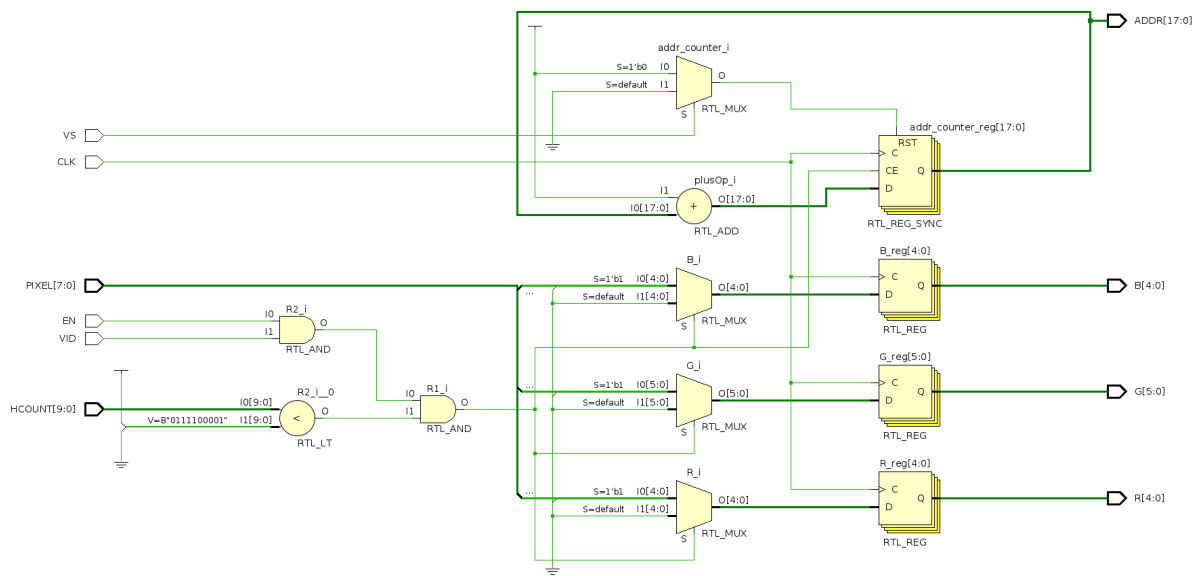 ADDR[17:0]
addr_counter_i
S=1'b0 I0
S=default I1
O
S
RTL_MUX
VS
CLK
addr_counter_reg[17:0]
RST
C
CE
Q
D
RTL_REG_SYNC
plusOp_i
I1
I0[17:0]
+
O[17:0]
RTL_ADD
PIXEL[7:0]
...
B_i
S=1'b1 I0[4:0]
S=default I1[4:0]
O[4:0]
S
RTL_MUX
B_reg[4:0]
C
D
Q
RTL_REG
B[4:0]
EN
VID
R2_i
I0
I1
O
RTL_AND
HCOUNT[9:0]
R2_i__0
I0[9:0]
V=B"0111100001" I1[9:0]
<
O
RTL_LT
R1_i
I0
I1
O
RTL_AND
...
G_i
S=1'b1 I0[5:0]
S=default I1[5:0]
O[5:0]
S
RTL_MUX
G_reg[5:0]
C
D
Q
RTL_REG
G[5:0]
...
R_i
S=1'b1 I0[4:0]
S=default I1[4:0]
O[4:0]
S
RTL_MUX
R_reg[4:0]
C
D
Q
RTL_REG
R[4:0]